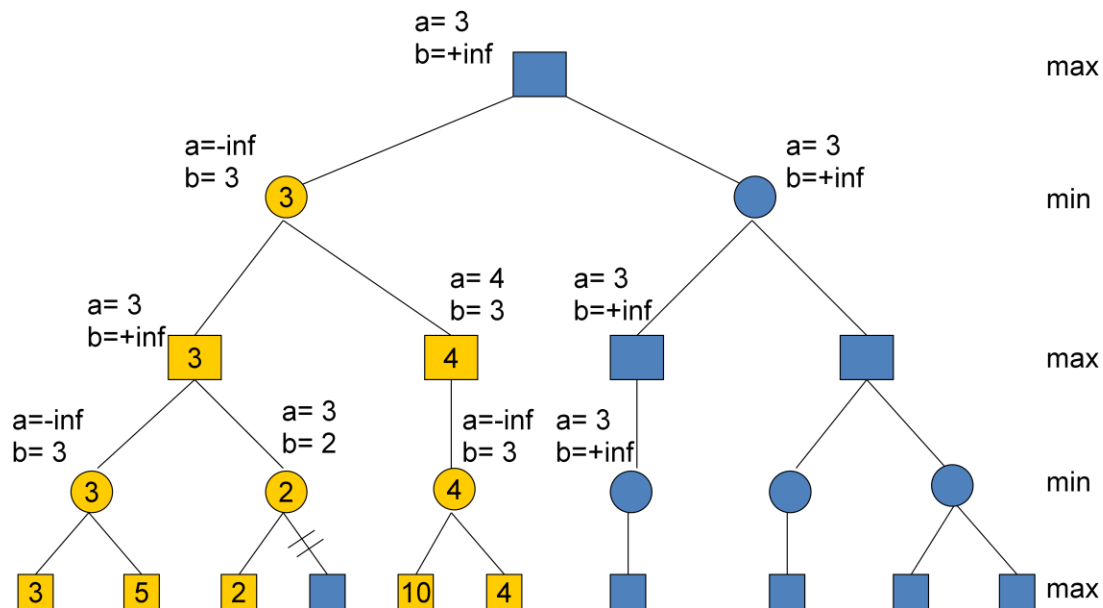 a= 3
b=+inf
max
a=-inf
b= 3
3
a= 3
b=+inf
min
a= 3
b=+inf
3
a= 4
b= 3
4
a= 3
b=+inf
max
a=-inf
b= 3
3
a= 3
b= 2
2
a=-inf
b= 3
4
a= 3
b=+inf
min
3
5
2
10
4
max